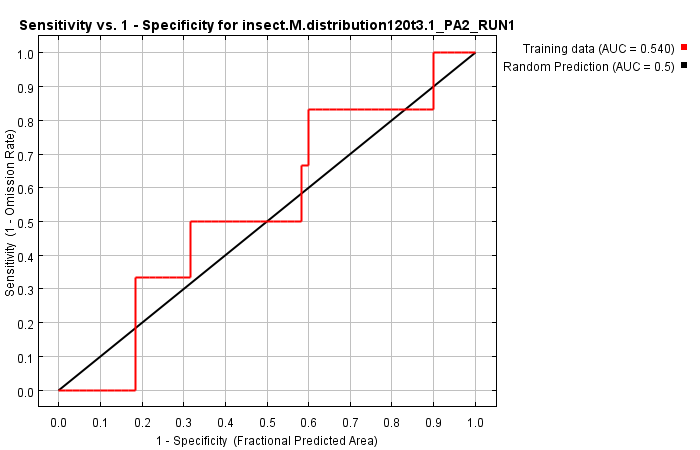 Sensitivity vs. 1 - Specificity for insect.M.distribution120t3.1_PA2_RUN1
Training data (AUC = 0.540)
Random Prediction (AUC = 0.5)
1.0
0.9
0.8
0.7
0.6
0.5
0.4
0.3
0.2
0.1
0.0
Sensitivity (1 - Omission Rate)
0.0 0.1 0.2 0.3 0.4 0.5 0.6 0.7 0.8 0.9 1.0
1 - Specificity (Fractional Predicted Area)